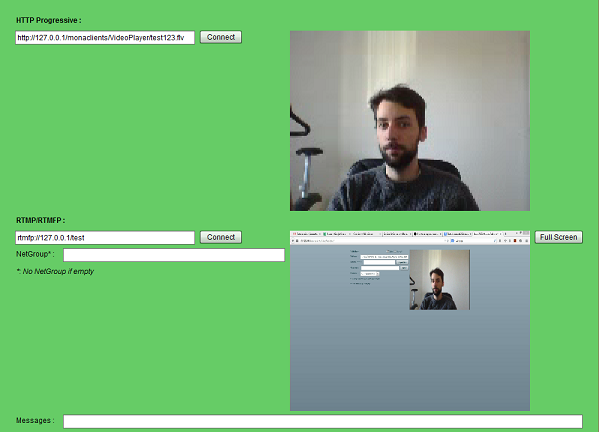 HTTP Progressive :
http://127.0.0.1/monaclients/VideoPlayer/test123.flv Connect
RTMP/RTMFP :
rtmfp://127.0.0.1/test Connect Full Screen
NetGroup* :
*: No NetGroup if empty
Messages :